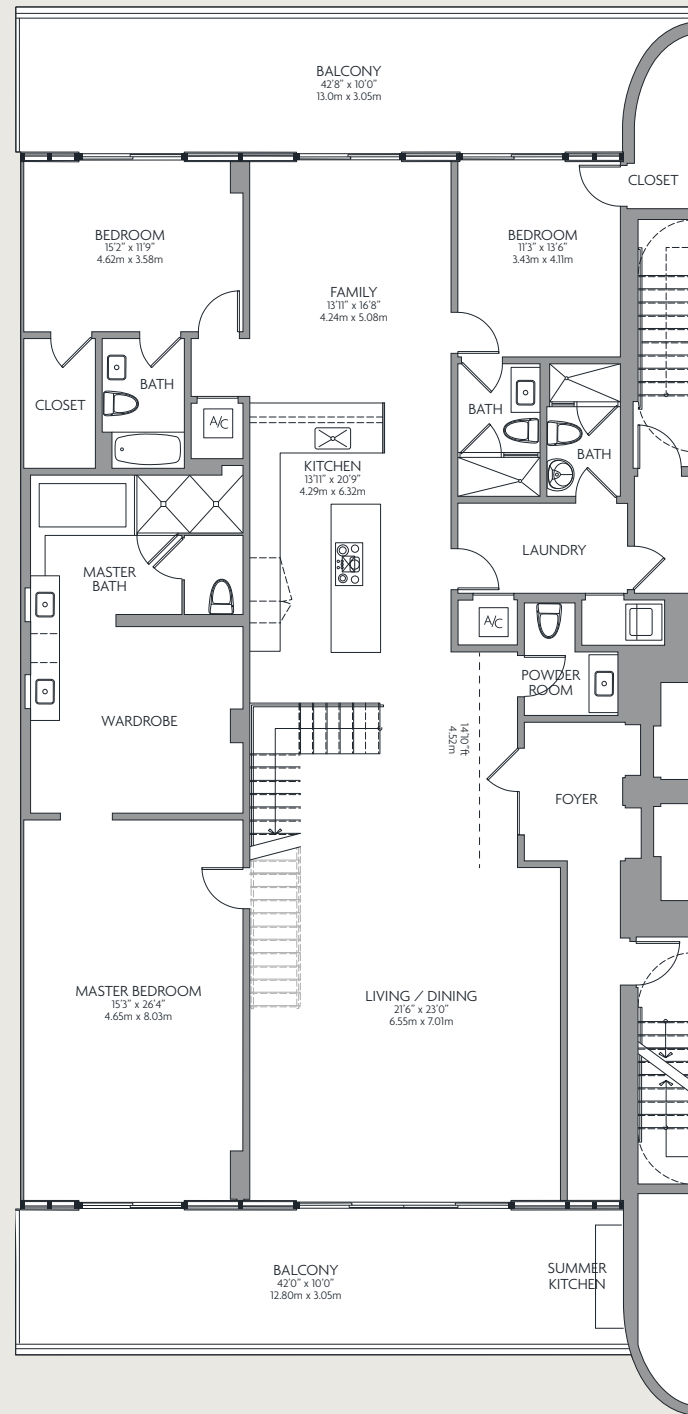 BALCONY
42'8" x 10'0"
13.0m x 3.05m
CLOSET
BEDROOM
15'2" x 11'9"
4.62m x 3.58m
BEDROOM
11'3" x 13'6"
3.43m x 4.11m
FAMILY
13'11" x 16'8"
4.24m x 5.08m
CLOSET
BATH
A/C
BATH
BATH
KITCHEN
13'11" x 20'9"
4.29m x 6.32m
LAUNDRY
MASTER
BATH
A/C
POWDER
ROOM
WARDROBE
14'10"ft
4.52m
FOYER
MASTER BEDROOM
15'3" x 26'4"
4.65m x 8.03m
LIVING / DINING
21'6" x 23'0"
6.55m x 7.01m
BALCONY
42'0" x 10'0"
12.80m x 3.05m
SUMMER
KITCHEN